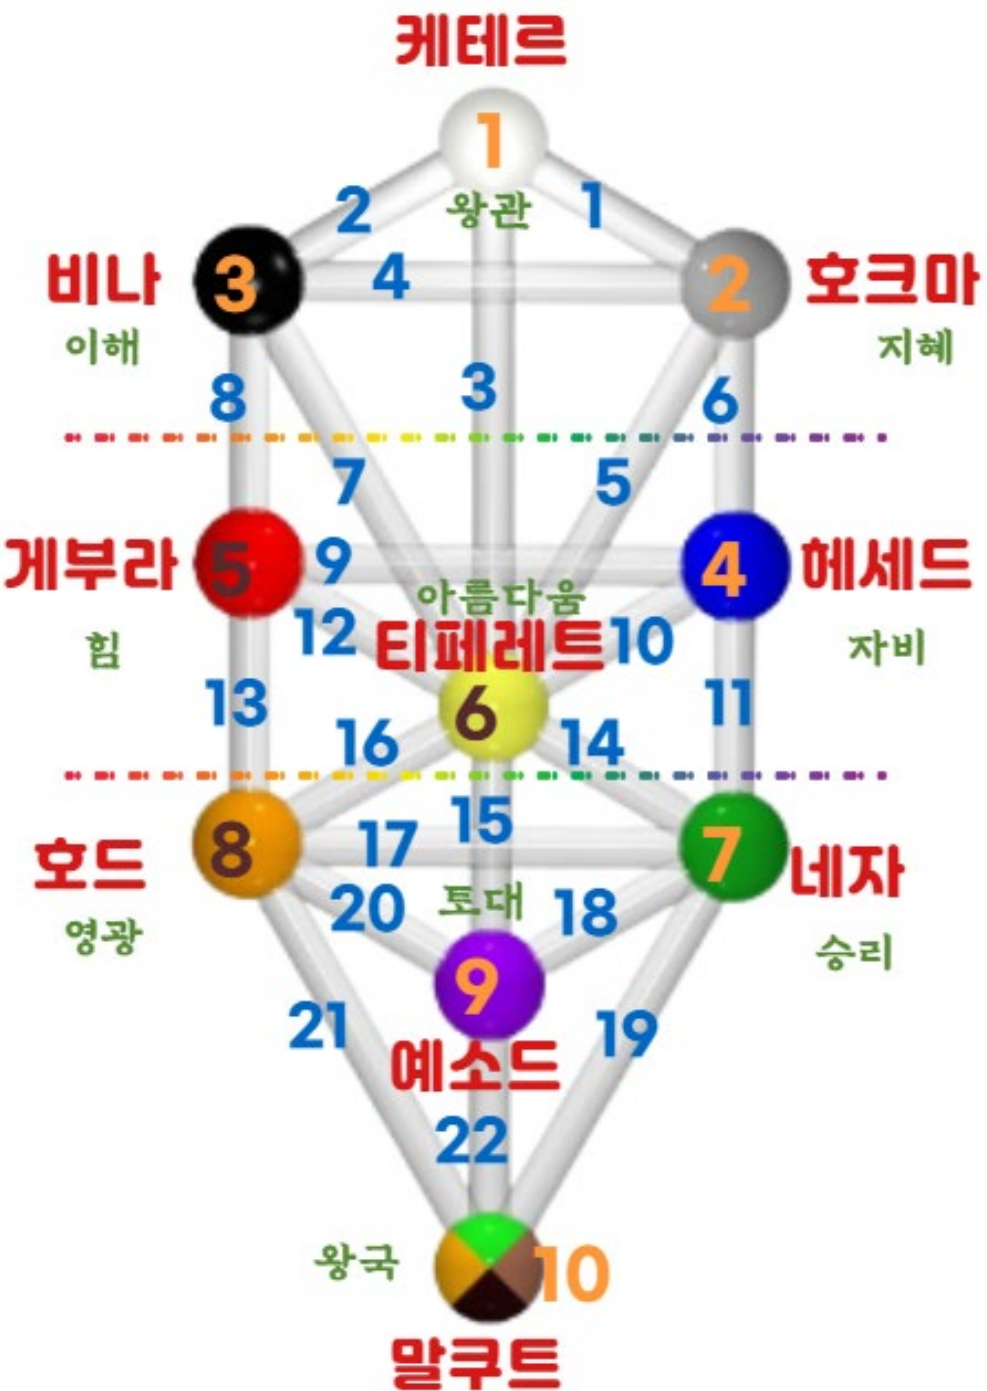 케테르
1
2
1
왕관
비나
3
4
2
호크마
이해
지혜
8
3
6
7
5
게부라
5
9
4
헤세드
아름다움
12
티페레트
10
힘
자비
13
6
11
16
14
15
호드
8
17
7
네자
20
토대
18
영광
승리
9
21
19
예소드
22
왕국
10
말쿠트